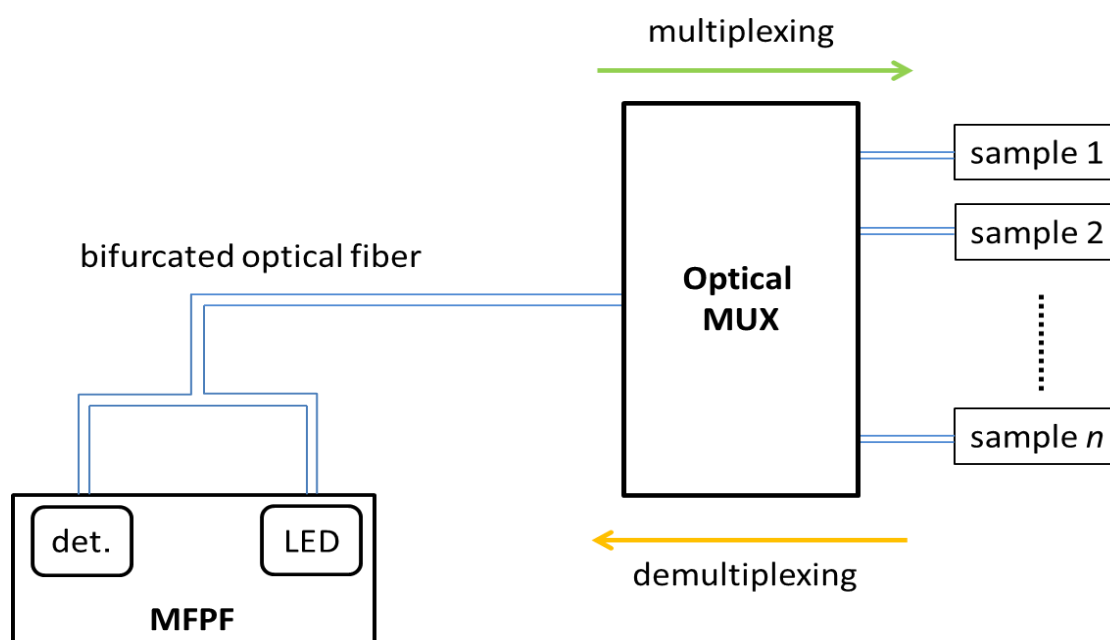 multiplexing
sample 1
sample 2
bifurcated optical fiber
Optical
MUX
sample n
det.
LED
demultiplexing
MFPF